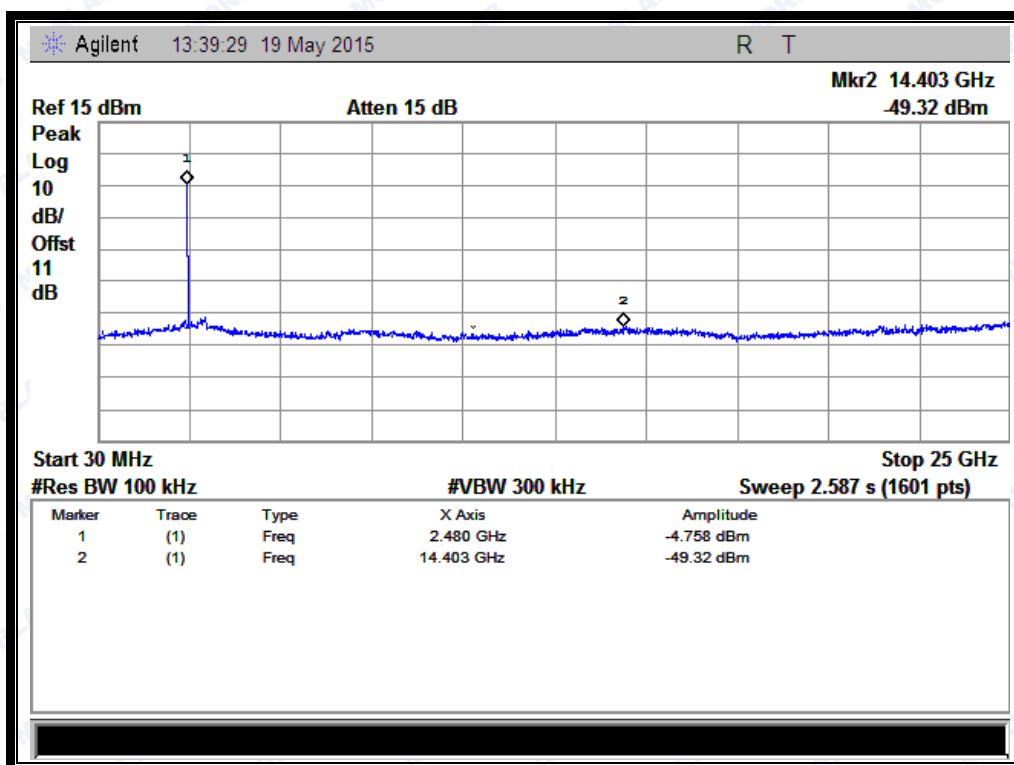 Agilent 13:39:29 19 May 2015 R T
Mkr2 14.403 GHz
Ref 15 dBm Atten 15 dB -49.32 dBm
Peak
Log
10
dB/
Offst
11
dB
1
2
Start 30 MHz Stop 25 GHz
#Res BW 100 kHz #VBW 300 kHz Sweep 2.587 s (1601 pts)
Marker Trace Type X Axis Amplitude
1 (1) Freq 2.480 GHz -4.758 dBm
2 (1) Freq 14.403 GHz -49.32 dBm